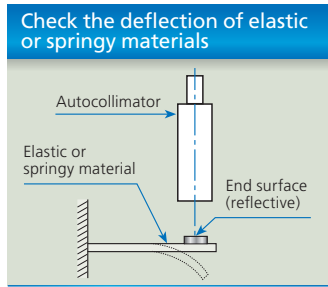 Check the deflection of elastic
or springy materials
Autocollimator
Elastic or
springy material
End surface
(reflective)